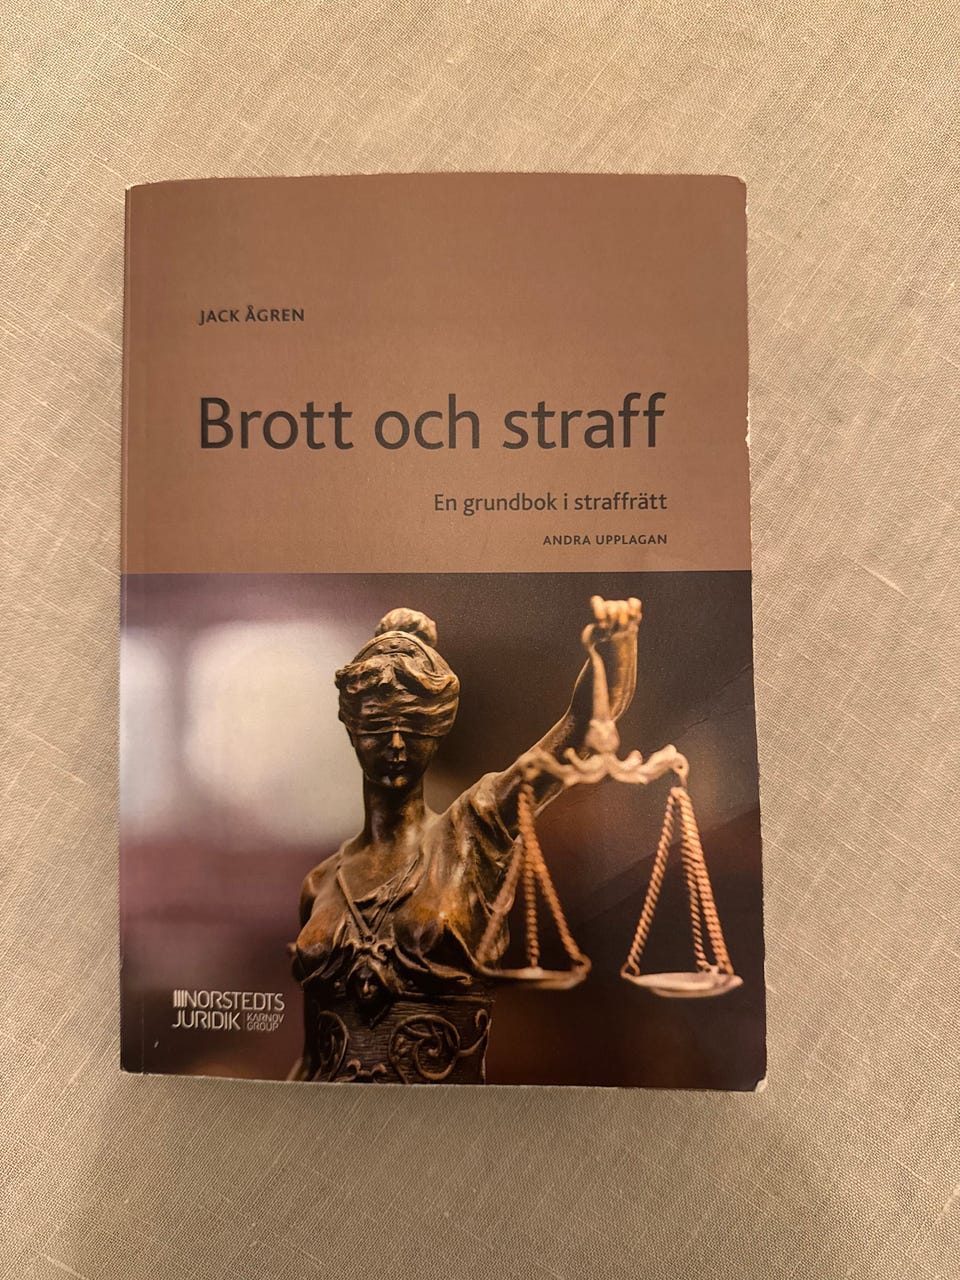 JACK ÅGREN
Brott och straff
En grundbok i straffrätt
ANDRA UPPLAGAN
NORSTEDTS
JURIDIK KARNOV
GROUP